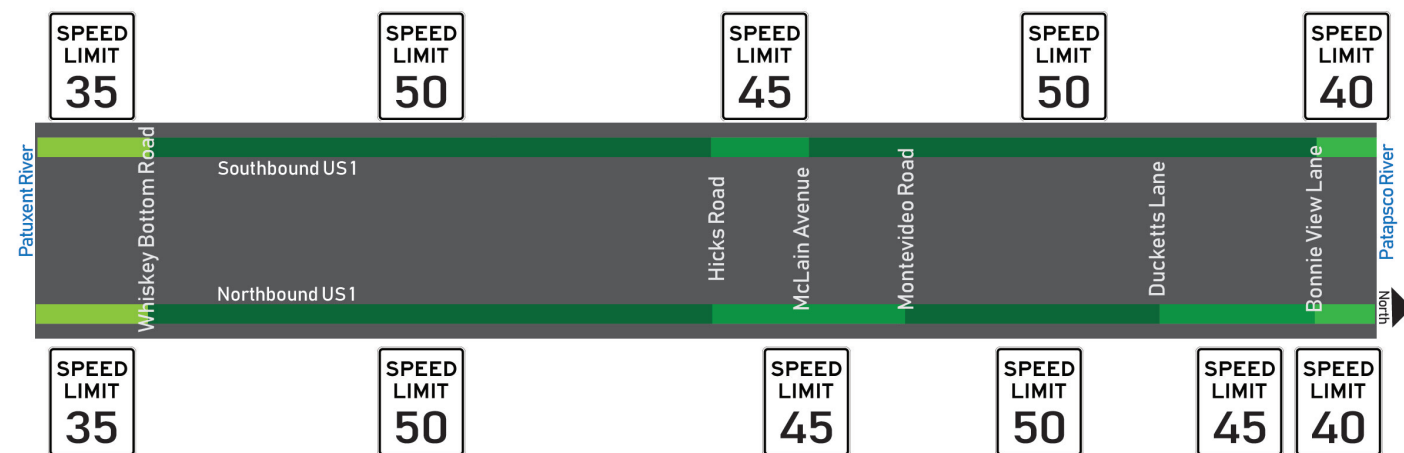 SPEED
LIMIT
35
SPEED
LIMIT
50
SPEED
LIMIT
45
SPEED
LIMIT
50
SPEED
LIMIT
40
Patuxent River
Whiskey Bottom Road
Southbound US 1
Hicks Road
McLain Avenue
Montevideo Road
Ducketts Lane
Bonnie View Lane
Patapsco River
Northbound US 1
North
SPEED
LIMIT
35
SPEED
LIMIT
50
SPEED
LIMIT
45
SPEED
LIMIT
50
SPEED
LIMIT
45
SPEED
LIMIT
40